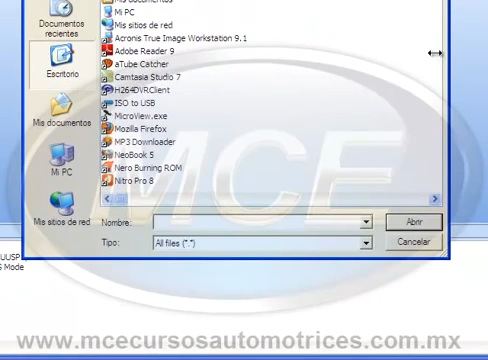 Mis documentos
Mi PC
Mis sitios de red
Acronis True Image Workstation 9.1
Adobe Reader 9
aTube Catcher
Camtasia Studio 7
H264DVRClient
ISO to USB
MicroView.exe
Mozilla Firefox
MP3 Downloader
NeoBook 5
Nero Burning ROM
Nitro Pro 8
Documentos
recientes
Escritorio
Mis documentos
Mi PC
Mis sitios de red
Nombre:
Abrir
Tipo:
All files (*.*)
Cancelar
UUSP
S Mode
MCE
www.mcecursosautomotrices.com.mx